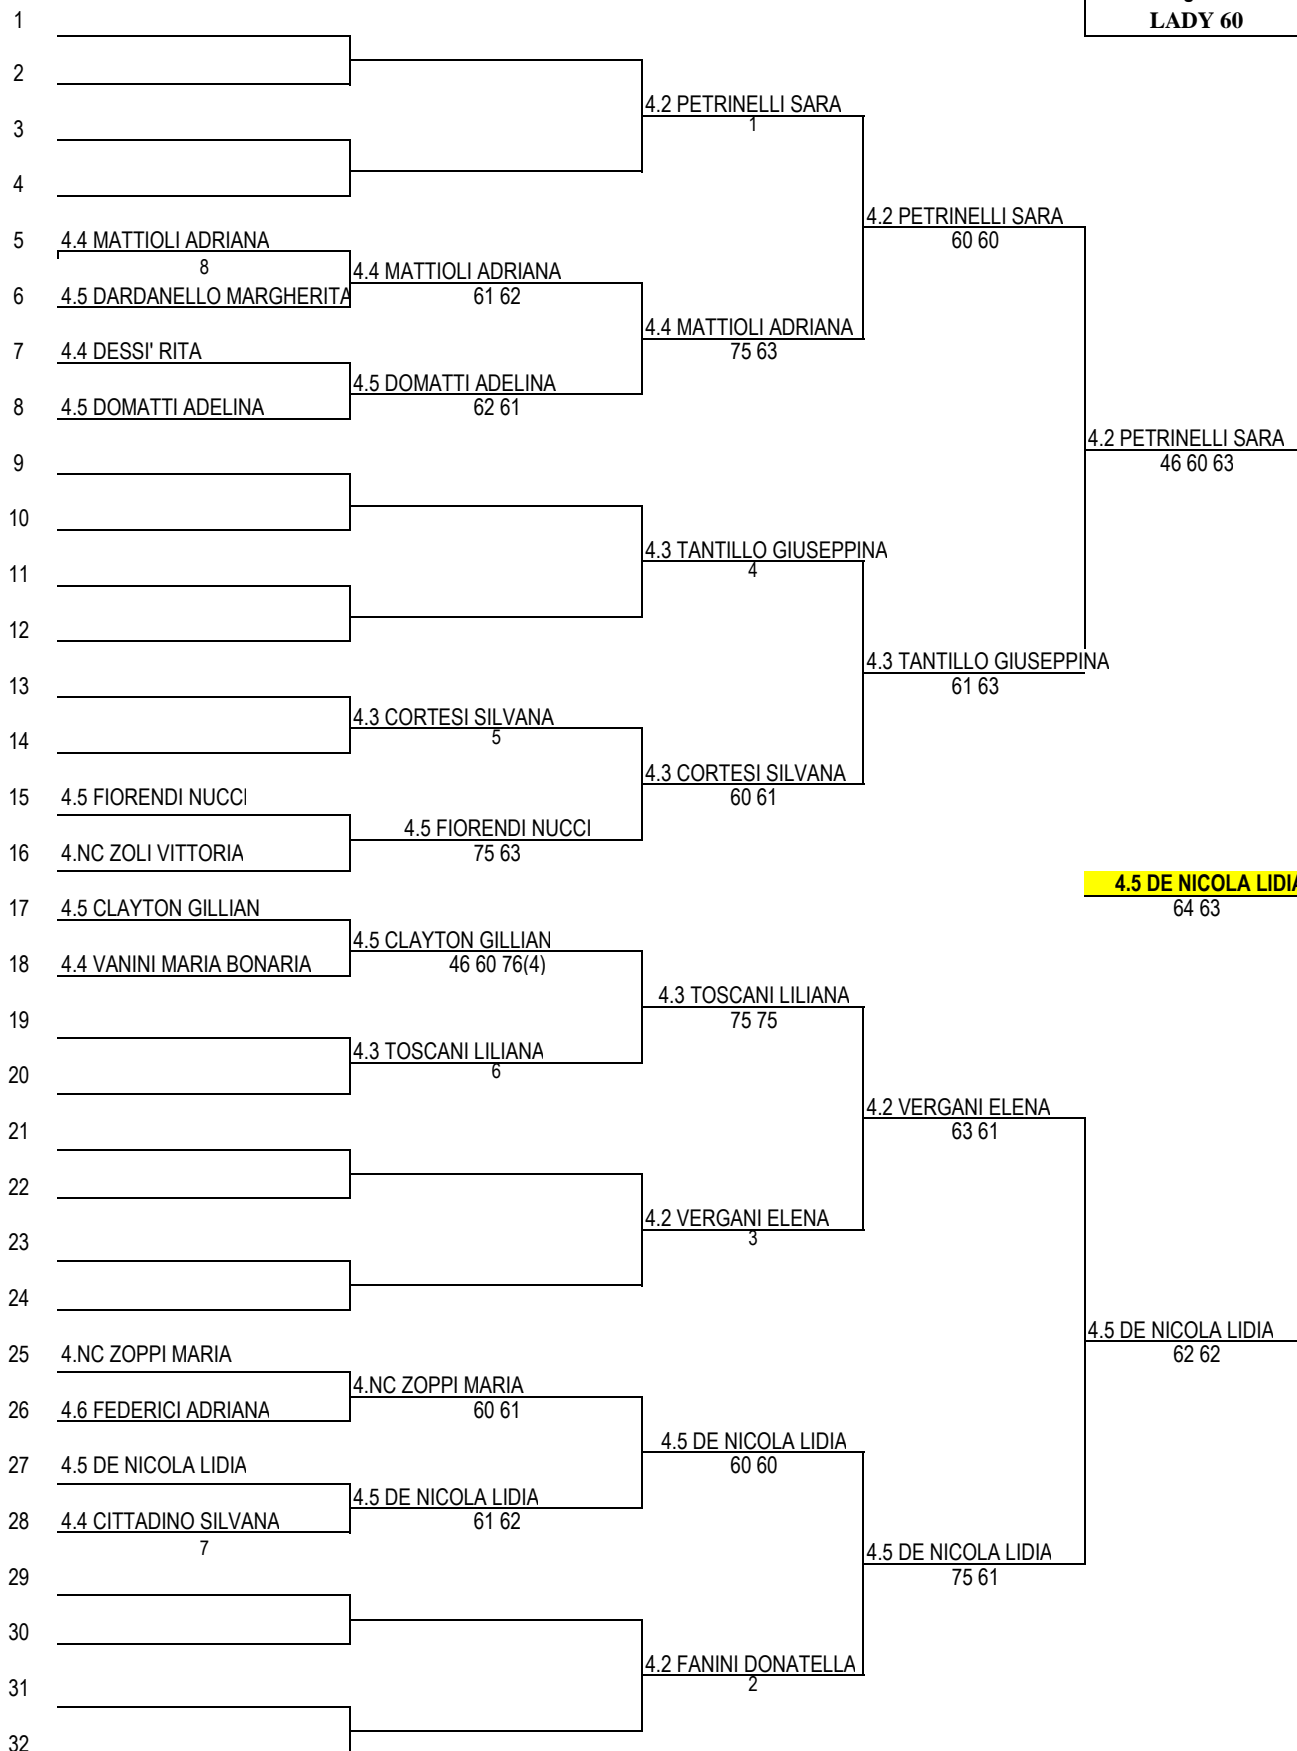 LADY 60
1
2
4.2 PETRINELLI SARA
1
3
4
4.2 PETRINELLI SARA
60 60
5 4.4 MATTIOLI ADRIANA
8
4.4 MATTIOLI ADRIANA
61 62
6 4.5 DARDANELLO MARGHERITA
4.4 MATTIOLI ADRIANA
75 63
7 4.4 DESSI' RITA
4.5 DOMATTI ADELINA
62 61
8 4.5 DOMATTI ADELINA
4.2 PETRINELLI SARA
46 60 63
9
10
4.3 TANTILLO GIUSEPPINA
4
11
12
4.3 TANTILLO GIUSEPPINA
61 63
13
4.3 CORTESI SILVANA
5
14
4.3 CORTESI SILVANA
60 61
15 4.5 FIORENDI NUCCI
4.5 FIORENDI NUCCI
75 63
16 4.NC ZOLI VITTORIA
4.5 DE NICOLA LIDIA
64 63
17 4.5 CLAYTON GILLIAN
4.5 CLAYTON GILLIAN
46 60 76(4)
18 4.4 VANINI MARIA BONARIA
4.3 TOSCANI LILIANA
75 75
19
4.3 TOSCANI LILIANA
6
20
4.2 VERGANI ELENA
63 61
21
22
4.2 VERGANI ELENA
3
23
24
4.5 DE NICOLA LIDIA
62 62
25 4.NC ZOPPI MARIA
4.NC ZOPPI MARIA
60 61
26 4.6 FEDERICI ADRIANA
4.5 DE NICOLA LIDIA
60 60
27 4.5 DE NICOLA LIDIA
4.5 DE NICOLA LIDIA
61 62
28 4.4 CITTADINO SILVANA
7
4.5 DE NICOLA LIDIA
75 61
29
30
4.2 FANINI DONATELLA
2
31
32